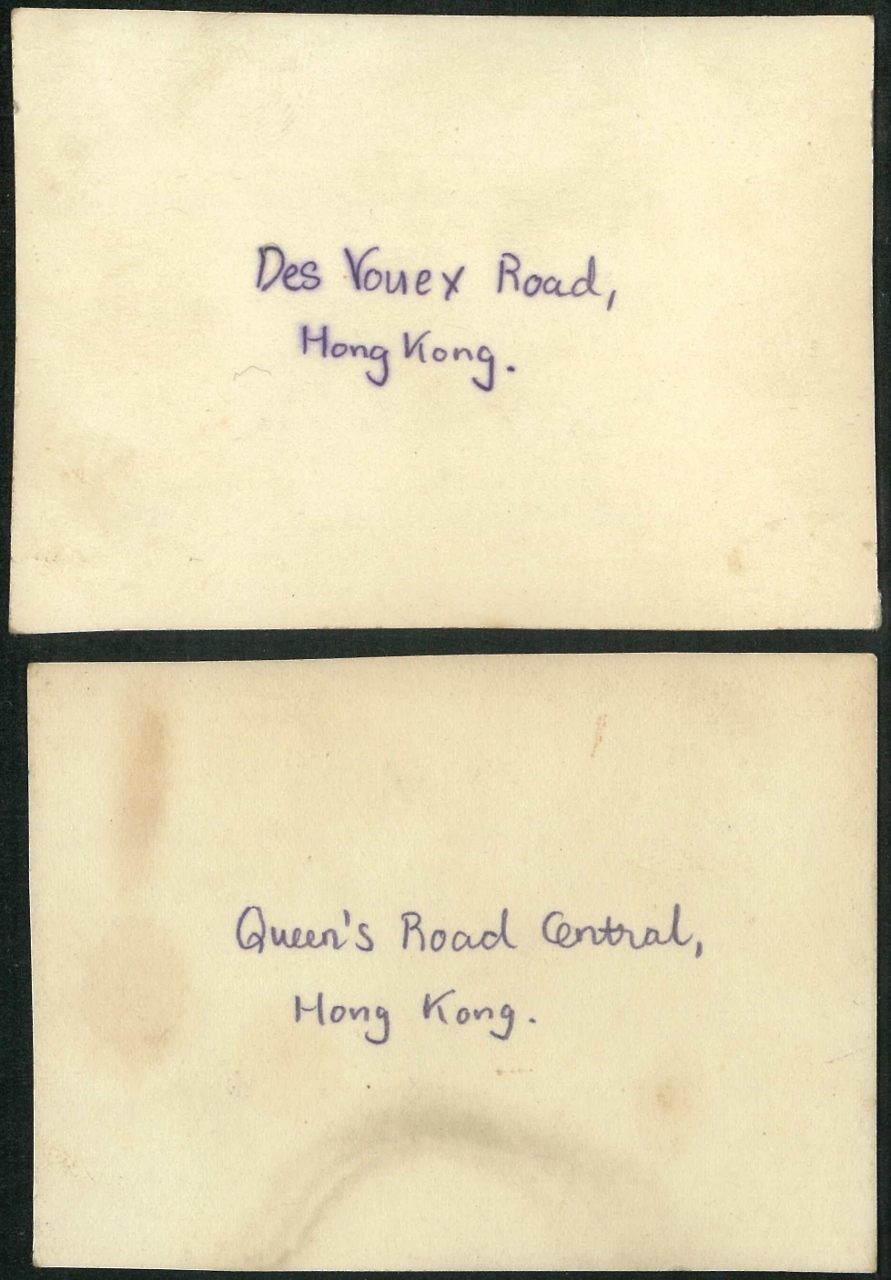 Des Vouex Road,
Hong Kong.
Queen's Road Central,
Hong Kong.